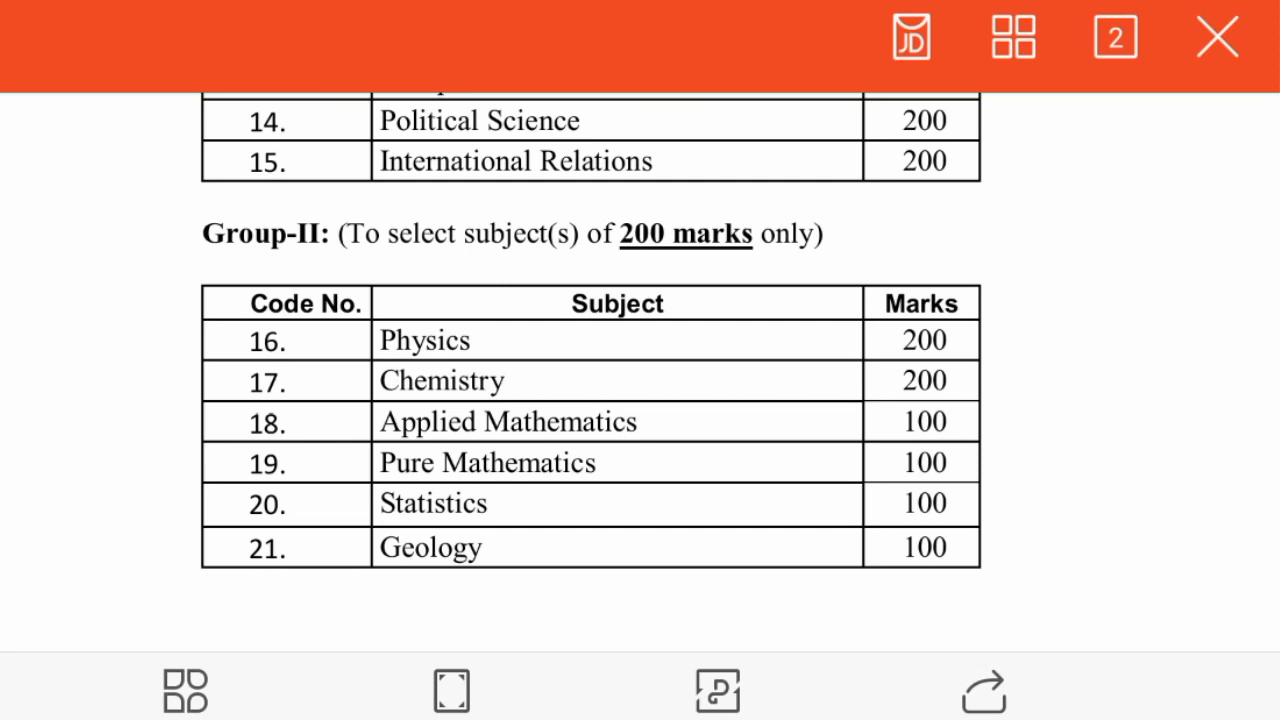 JD
2
14. Political Science 200
15. International Relations 200
Group-II: (To select subject(s) of 200 marks only)
Code No. Subject Marks
16. Physics 200
17. Chemistry 200
18. Applied Mathematics 100
19. Pure Mathematics 100
20. Statistics 100
21. Geology 100